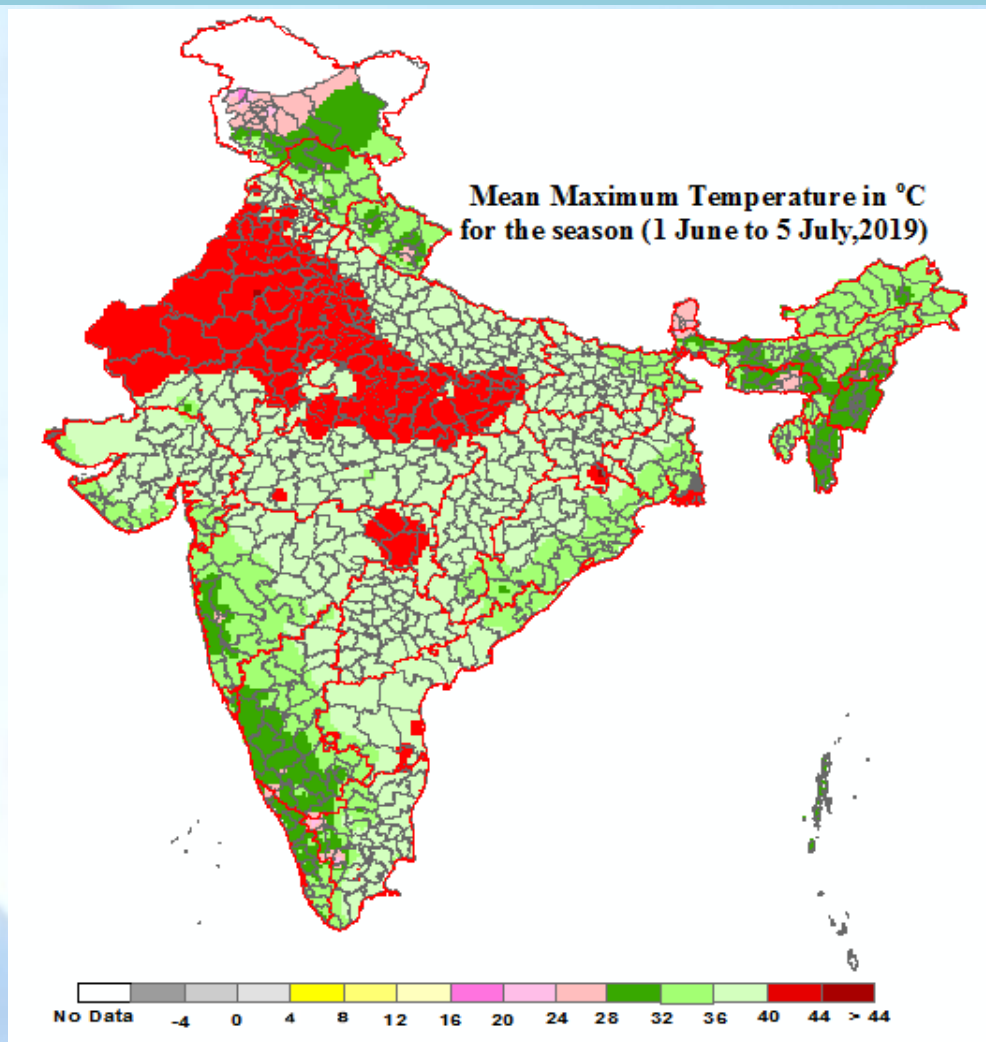 Mean Maximum Temperature in °C
for the season (1 June to 5 July,2019)
No Data -4 0 4 8 12 16 20 24 28 32 36 40 44 > 44